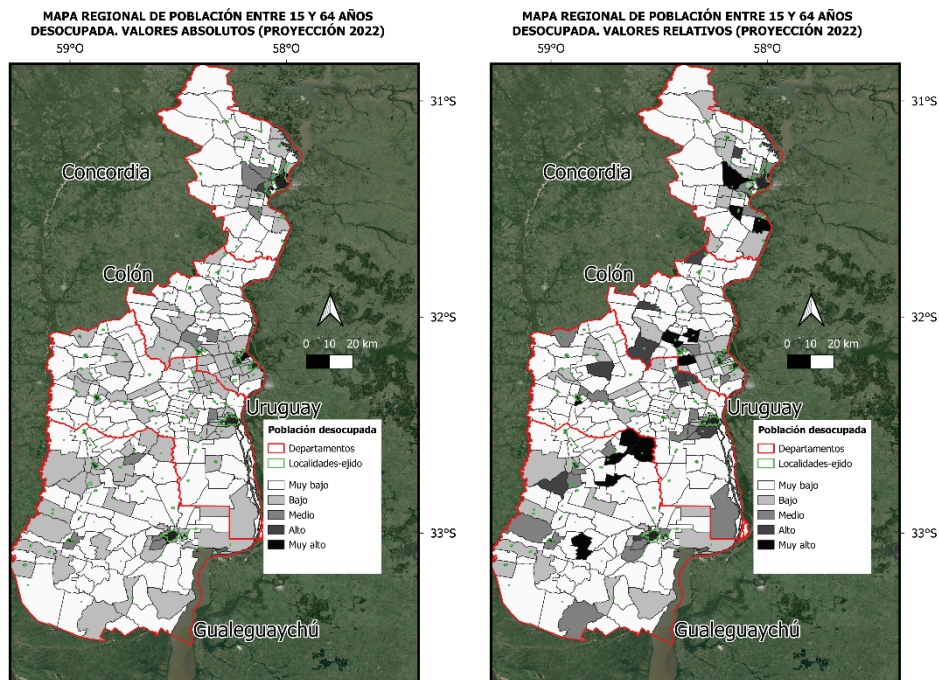 MAPA REGIONAL DE POBLACIÓN ENTRE 15 Y 64 AÑOS
DESOCUPADA. VALORES ABSOLUTOS (PROYECCIÓN 2022)
59°O
58°O
31°S
Concordia
Colón
32°S
0 10 20 km
Uruguay
Población desocupada
Departamentos
Localidades-ejido
Muy bajo
Bajo
Medio
Alto
Muy alto
33°S
Gualeguaychú
MAPA REGIONAL DE POBLACIÓN ENTRE 15 Y 64 AÑOS
DESOCUPADA. VALORES RELATIVOS (PROYECCIÓN 2022)
59°O
58°O
31°S
Concordia
Colón
32°S
0 10 20 km
Uruguay
Población desocupada
Departamentos
Localidades-ejido
Muy bajo
Bajo
Medio
Alto
Muy alto
33°S
Gualeguaychú